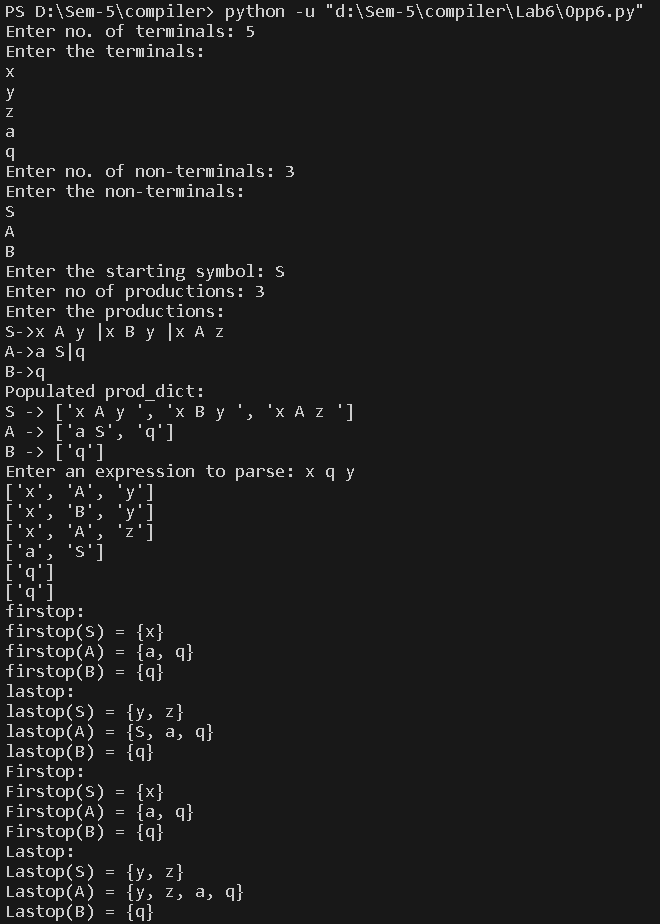 PS D:\Sem-5\compiler> python -u "d:\Sem-5\compiler\Lab6\Opp6.py"
Enter no. of terminals: 5
Enter the terminals:
x
y
z
a
q
Enter no. of non-terminals: 3
Enter the non-terminals:
S
A
B
Enter the starting symbol: S
Enter no of productions: 3
Enter the productions:
S->x A y |x B y |x A z
A->a S|q
B->q
Populated prod_dict:
S -> ['x A y ', 'x B y ', 'x A z ']
A -> ['a S', 'q']
B -> ['q']
Enter an expression to parse: x q y
['x', 'A', 'y']
['x', 'B', 'y']
['x', 'A', 'z']
['a', 'S']
['q']
['q']
firstop:
firstop(S) = {x}
firstop(A) = {a, q}
firstop(B) = {q}
lastop:
lastop(S) = {y, z}
lastop(A) = {S, a, q}
lastop(B) = {q}
Firstop:
Firstop(S) = {x}
Firstop(A) = {a, q}
Firstop(B) = {q}
Lastop:
Lastop(S) = {y, z}
Lastop(A) = {y, z, a, q}
Lastop(B) = {q}